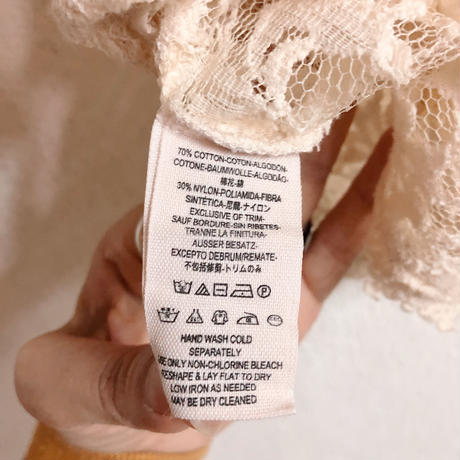 70% COTTON-COTON-ALGODÓN-
COTONE-BAUMWOLLE-ALGODÃO-
棉花-綿
30% NYLON-POLIAMIDA-FIBRA
SINTÉTICA-尼龍-ナイロン
EXCLUSIVE OF TRIM-
SAUF BORDURE-SIN RIBETES-
TRANNE LA FINITURA-
AUSSER BESATZ-
EXCEPTO DEBRUM/REMATE-
不包括修剪-トリムのみ
HAND WASH COLD
SEPARATELY
USE ONLY NON-CHLORINE BLEACH
RESHAPE & LAY FLAT TO DRY
LOW IRON AS NEEDED
MAY BE DRY CLEANED